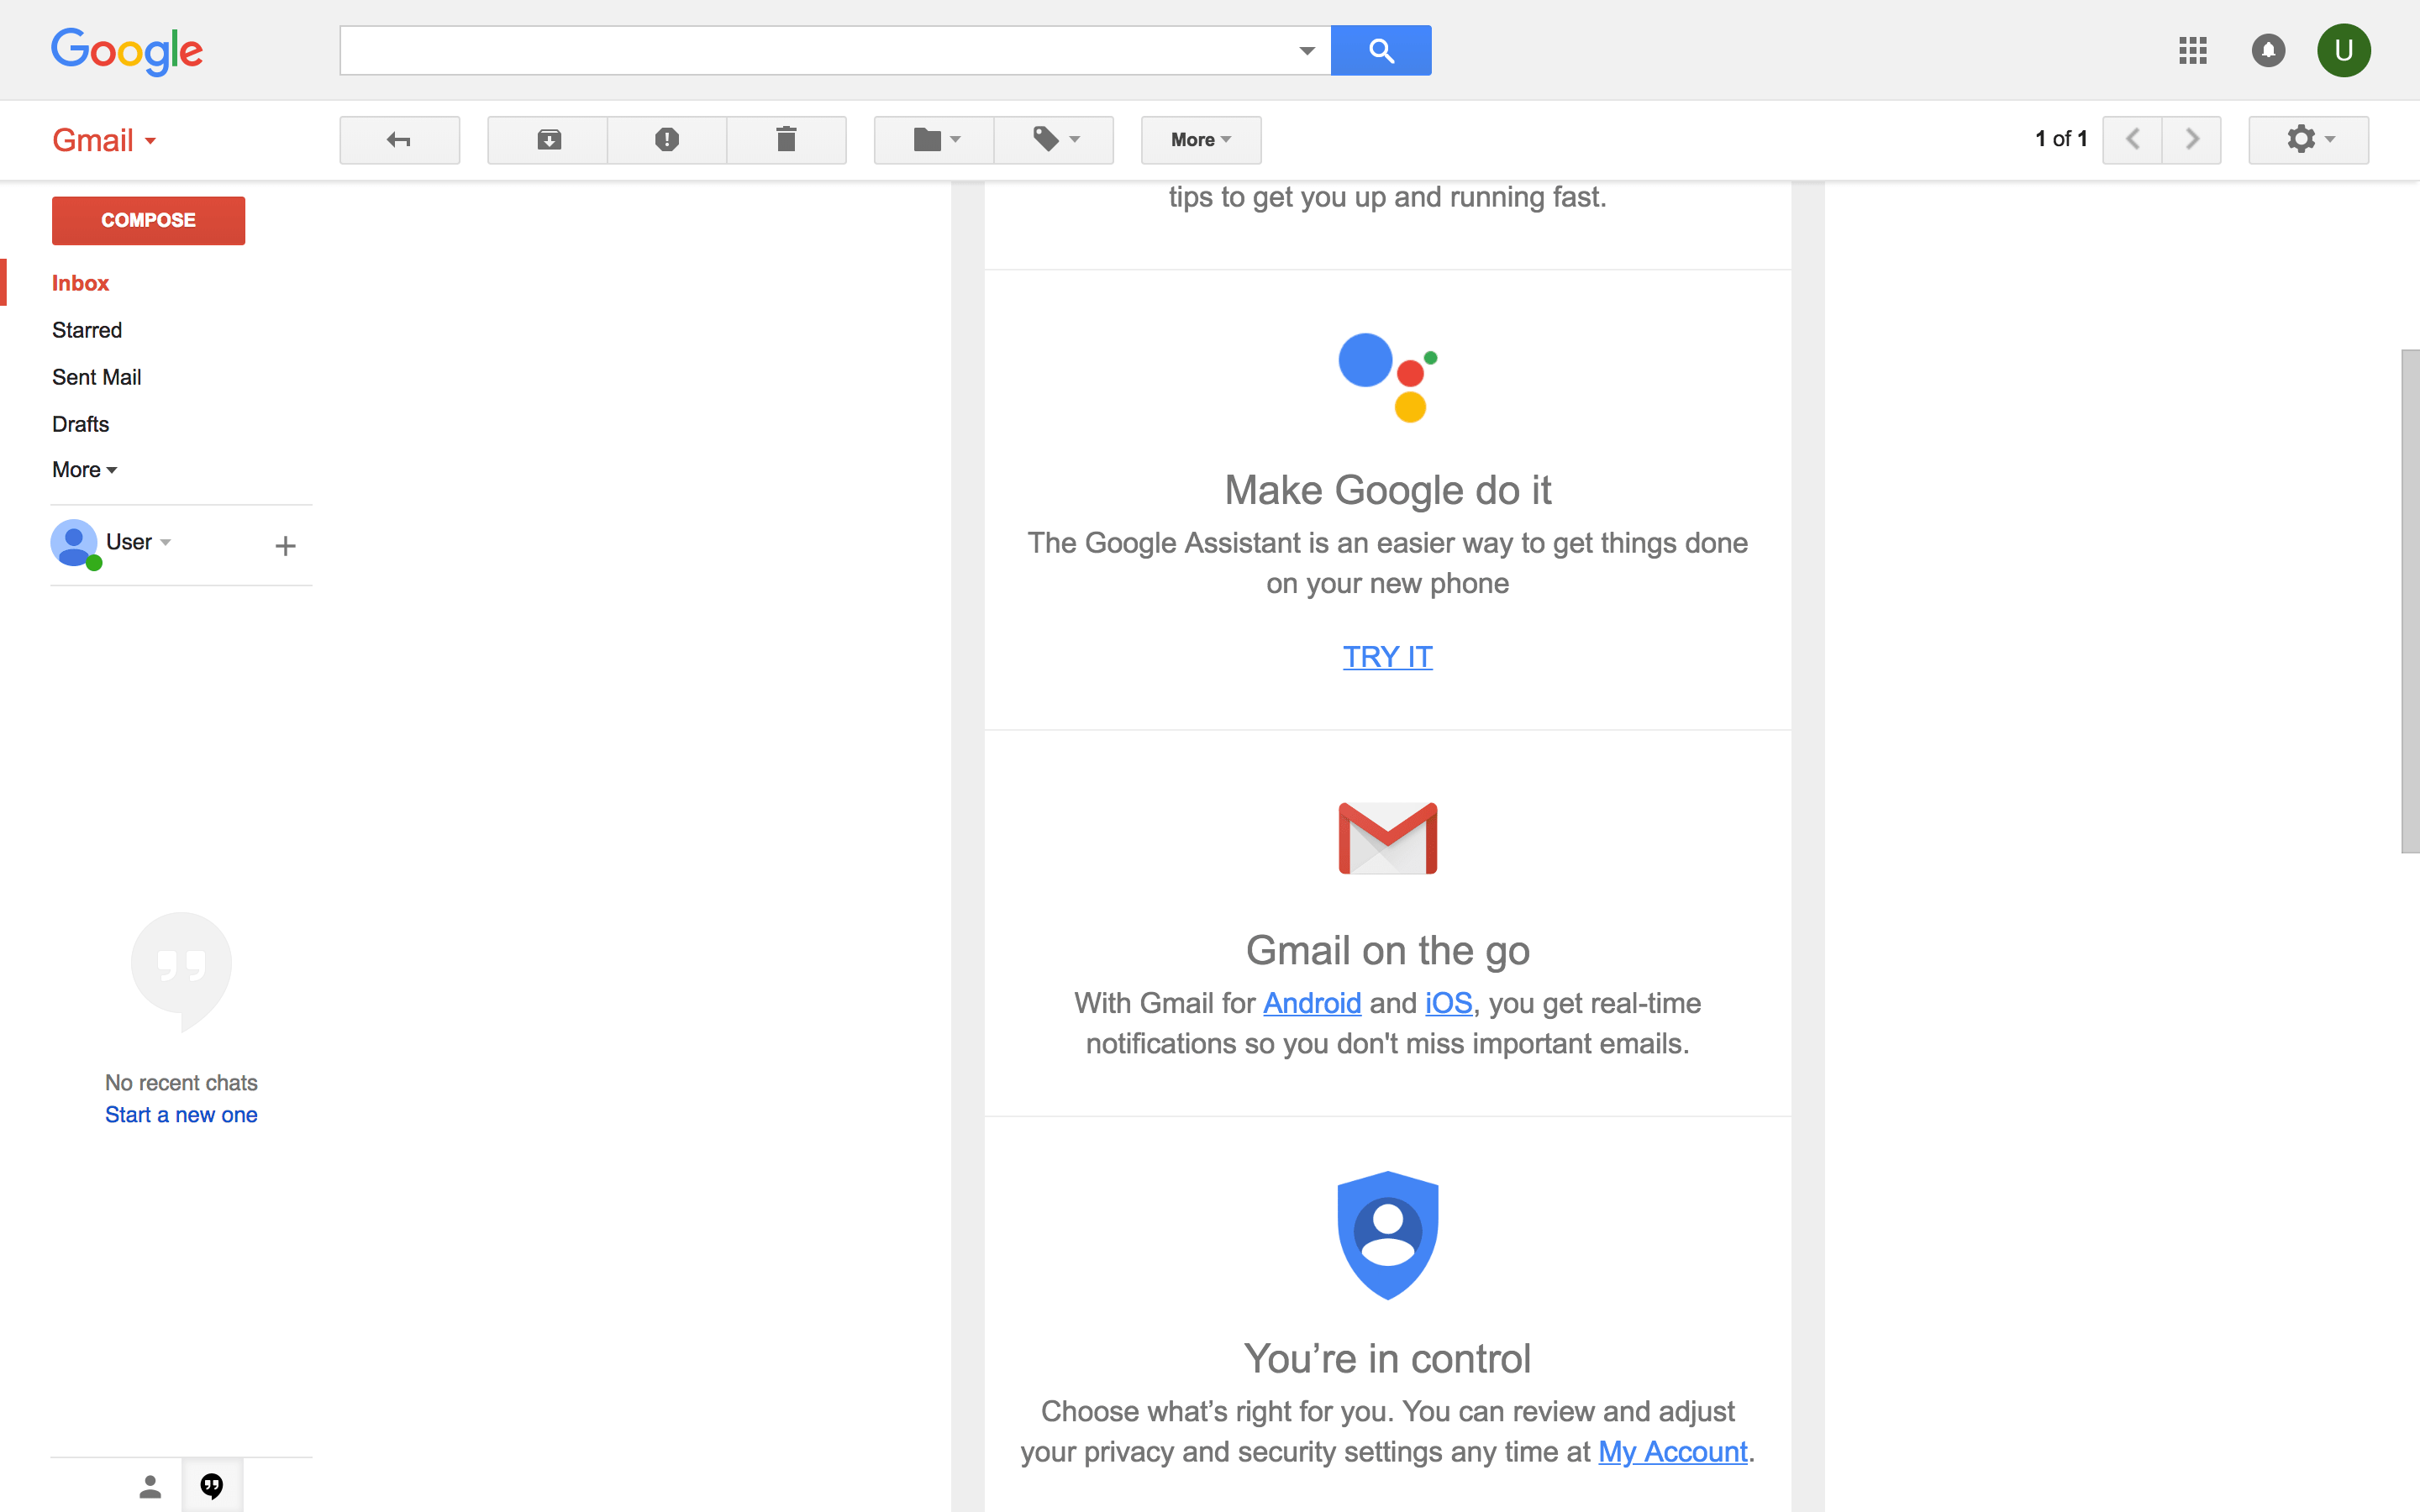 Google
U
Gmail
More
1 of 1
COMPOSE
Inbox
Starred
Sent Mail
Drafts
More
User
+
No recent chats
Start a new one
tips to get you up and running fast.
Make Google do it
The Google Assistant is an easier way to get things done
on your new phone
TRY IT
Gmail on the go
With Gmail for Android and iOS, you get real-time
notifications so you don't miss important emails.
You’re in control
Choose what’s right for you. You can review and adjust
your privacy and security settings any time at My Account.